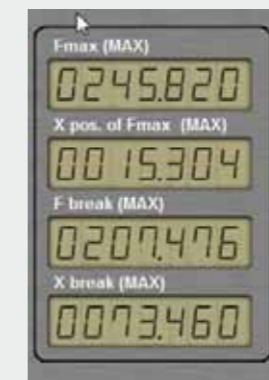 Fmax (MAX)
0245.820
X pos. of Fmax (MAX)
0015.304
F break (MAX)
0207.476
X break (MAX)
0073.460